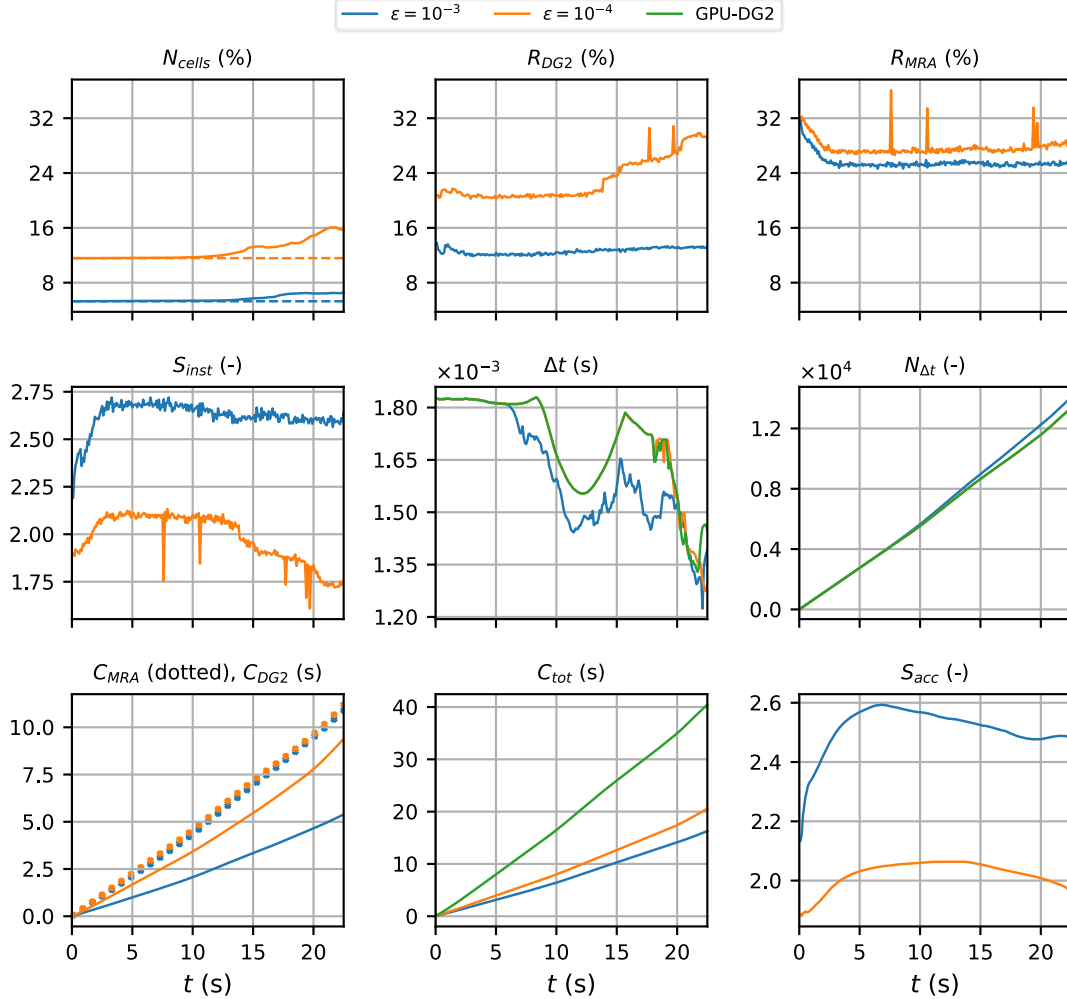 ε = 10⁻³ ε = 10⁻⁴ GPU-DG2
N_cells (%) R_DG2 (%) R_MRA (%)
32 32 32
24 24 24
16 16 16
8 8 8
S_inst (-) Δt (s) N_Δt (-)
×10⁻³ ×10⁴
2.75 1.80 1.2
2.50 1.65 0.8
2.25 1.50 0.4
2.00 1.35 0.0
1.75 1.20
C_MRA (dotted), C_DG2 (s) C_tot (s) S_acc (-)
10.0 40 2.6
7.5 30 2.4
5.0 20 2.2
2.5 10 2.0
0.0 0
0 5 10 15 20 0 5 10 15 20 0 5 10 15 20
t (s) t (s) t (s)